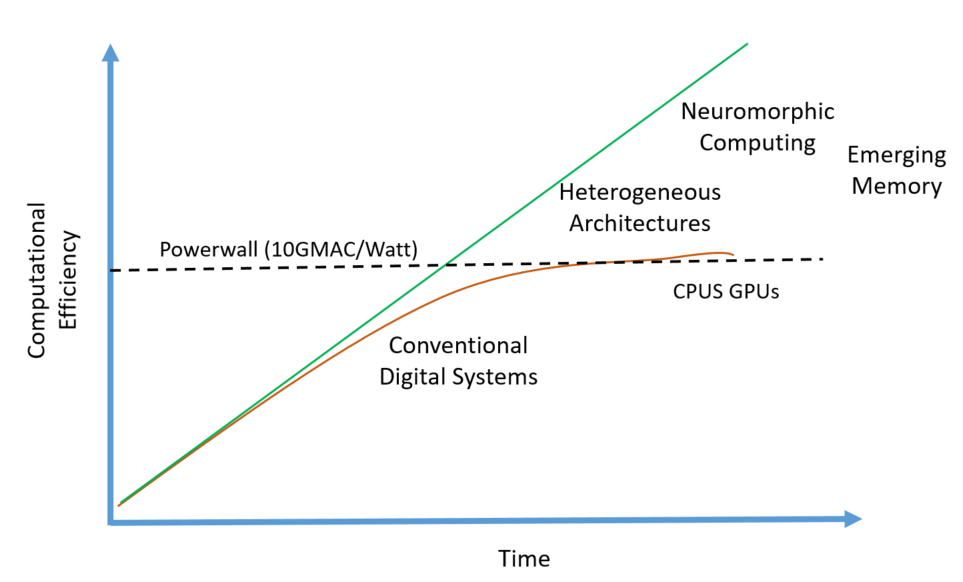 Neuromorphic
Computing
Emerging
Memory
Heterogeneous
Architectures
Powerwall (10GMAC/Watt)
Computational
Efficiency
CPUS GPUs
Conventional
Digital Systems
Time